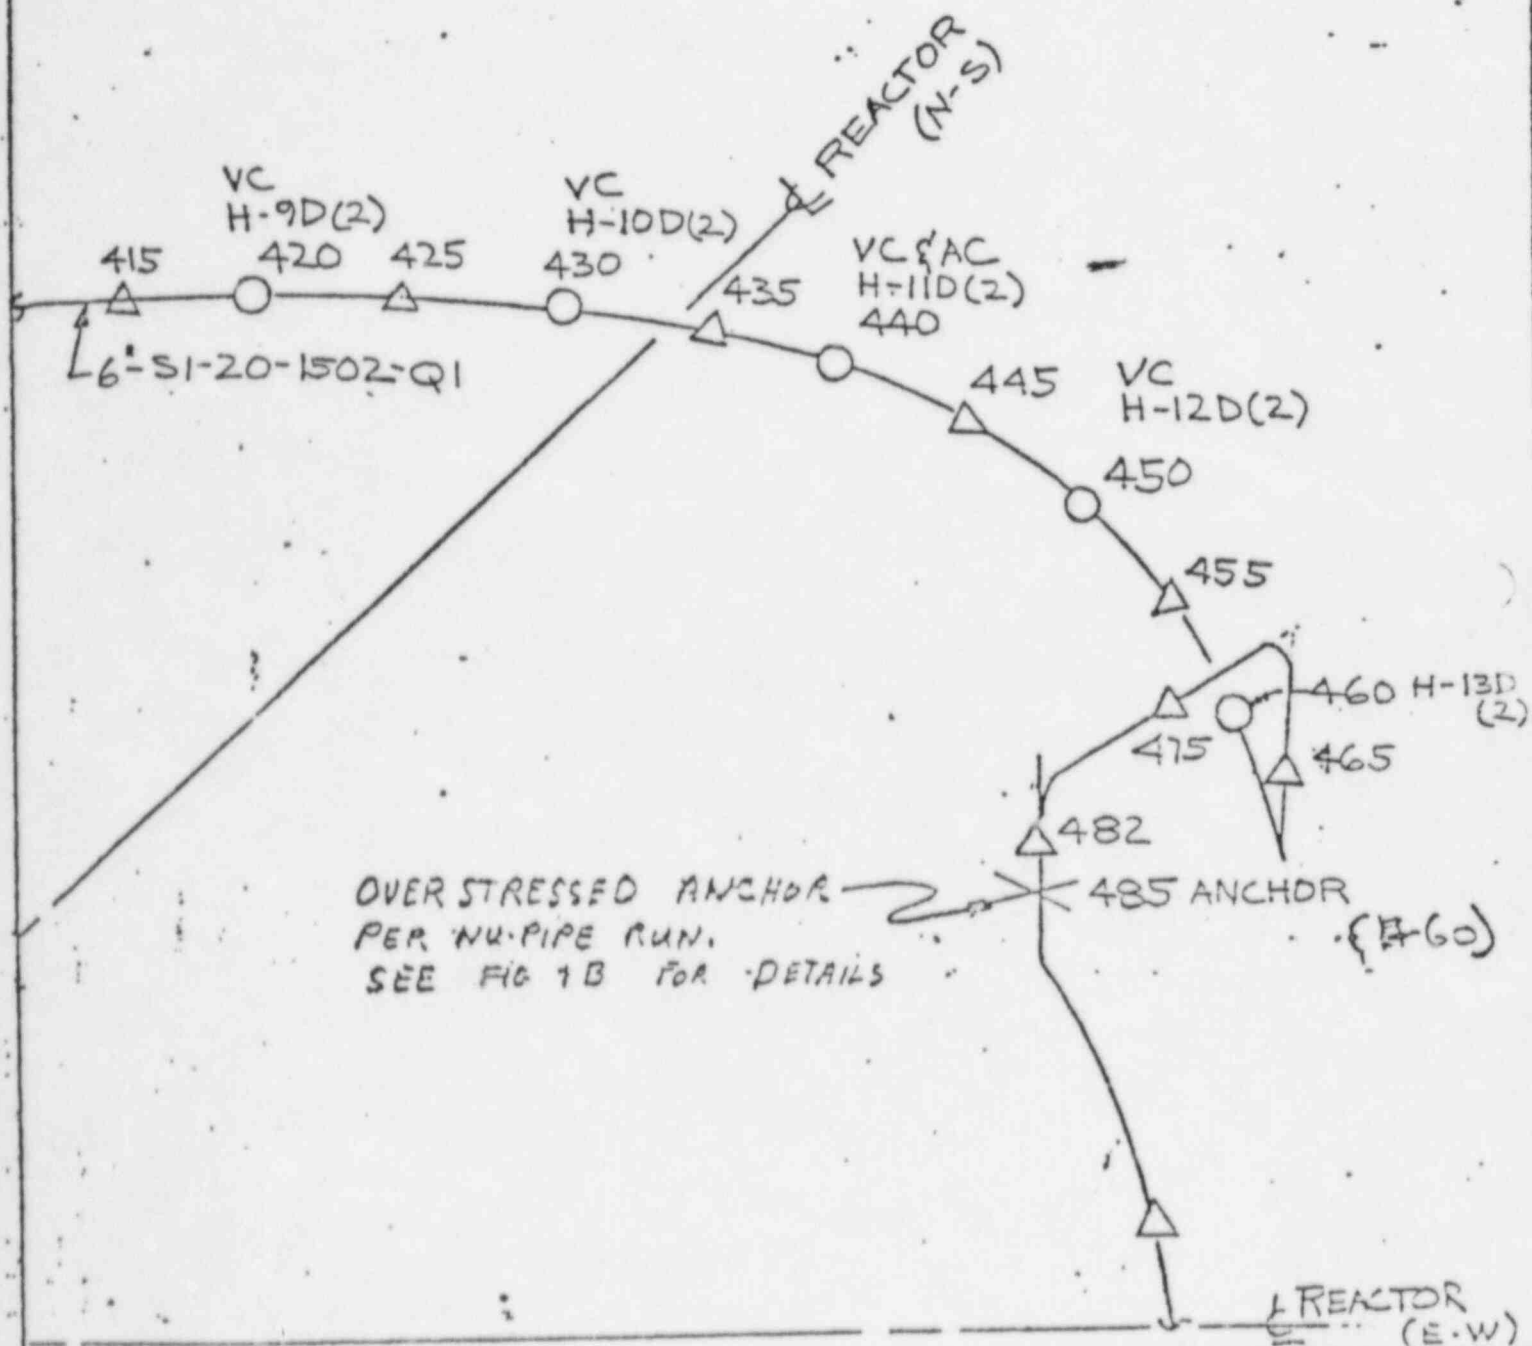 ℄ REACTOR
(N-S)
VC
H-9D(2)
420
VC
H-10D(2)
430
VC & AC
H-11D(2)
440
415
425
435
6"-SI-20-1502-Q1
445
VC
H-12D(2)
450
455
460 H-13D
(2)
475
465
482
OVER STRESSED ANCHOR
PER NU-PIPE RUN.
SEE FIG 1B FOR DETAILS
485 ANCHOR
℄ REACTOR
(E-W)